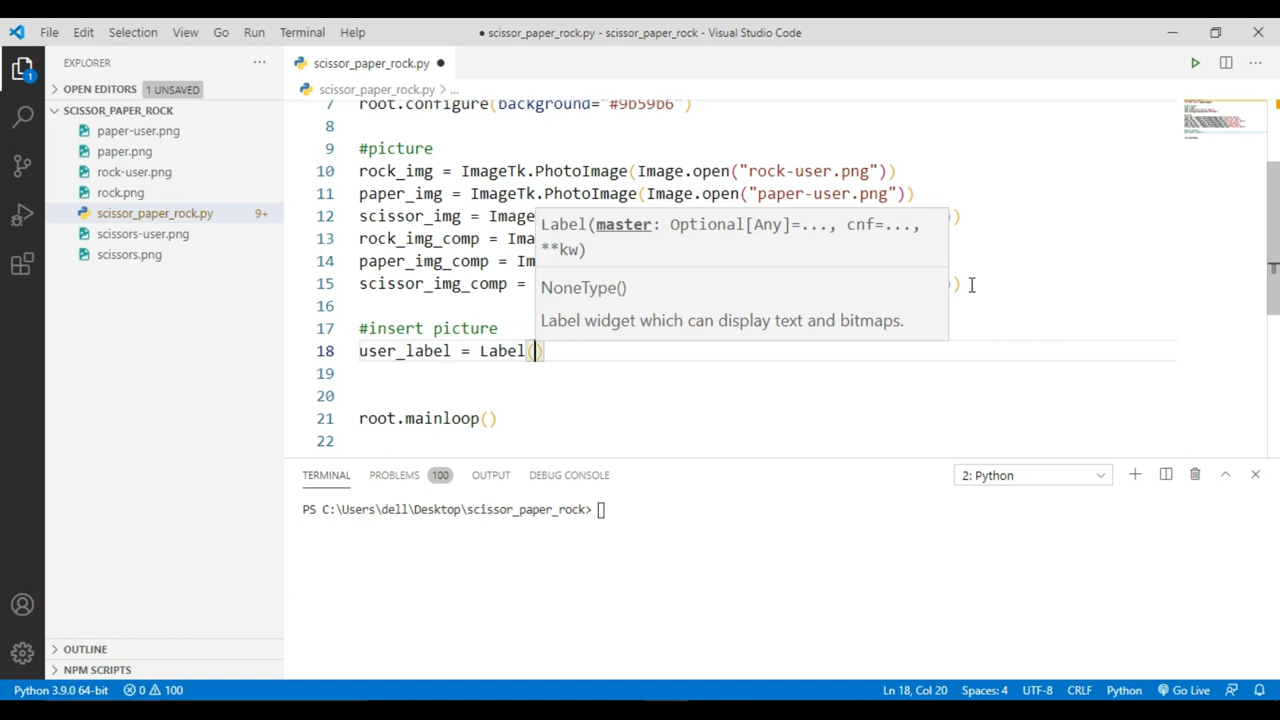 File Edit Selection View Go Run Terminal Help
● scissor_paper_rock.py - scissor_paper_rock - Visual Studio Code
EXPLORER ...
scissor_paper_rock.py ●
OPEN EDITORS 1 UNSAVED
scissor_paper_rock.py > ...
SCISSOR_PAPER_ROCK
paper-user.png
paper.png
rock-user.png
rock.png
scissor_paper_rock.py 9+
scissors-user.png
scissors.png
OUTLINE
NPM SCRIPTS
1
7 root.configure(background="#9b59b6")
8
9 #picture
10 rock_img = ImageTk.PhotoImage(Image.open("rock-user.png"))
11 paper_img = ImageTk.PhotoImage(Image.open("paper-user.png"))
12 scissor_img = Image
13 rock_img_comp = Ima
14 paper_img_comp = Im
15 scissor_img_comp =
16
17 #insert picture
18 user_label = Label()
19
20
21 root.mainloop()
22
Label(master: Optional[Any]=..., cnf=...,
**kw)
NoneType()
Label widget which can display text and bitmaps.
TERMINAL PROBLEMS 100 OUTPUT DEBUG CONSOLE 2: Python
PS C:\Users\dell\Desktop\scissor_paper_rock>
Python 3.9.0 64-bit 0 100 Ln 18, Col 20 Spaces: 4 UTF-8 CRLF Python Go Live